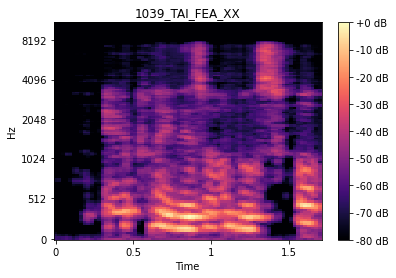 1039_TAI_FEA_XX
+0 dB
8192
-10 dB
4096
-20 dB
-30 dB
2048
Hz
-40 dB
1024
-50 dB
512
-60 dB
-70 dB
0
-80 dB
0
0.5
1
1.5
Time